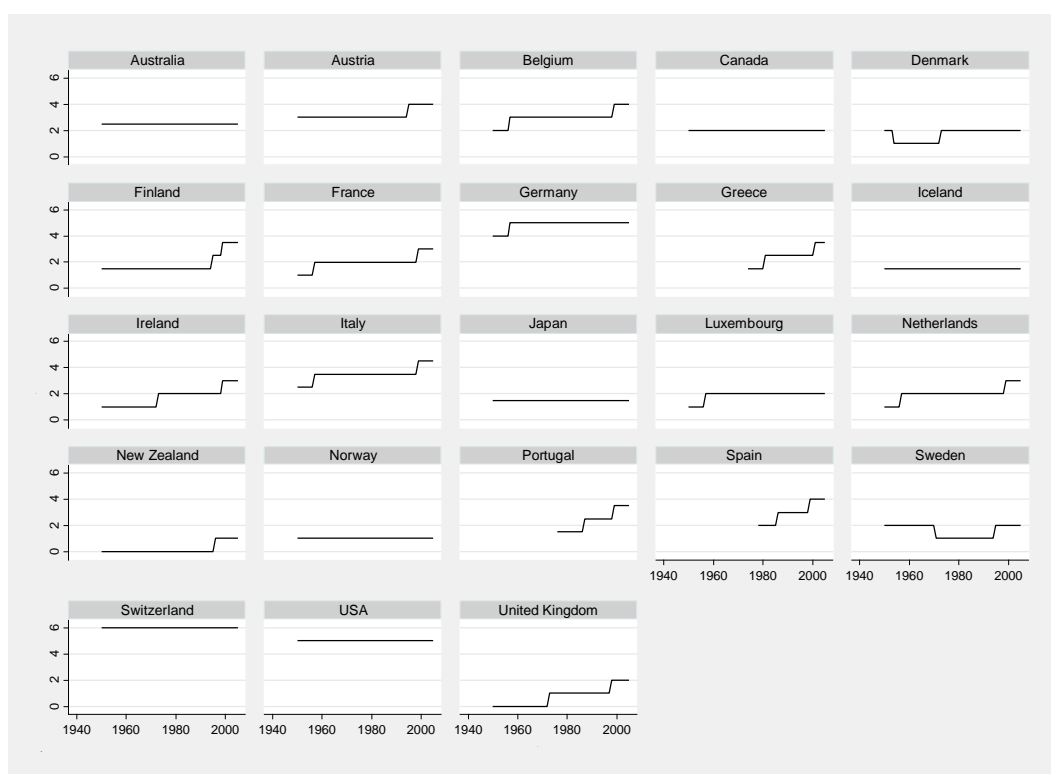 Australia Austria Belgium Canada Denmark
0 2 4 6
Finland France Germany Greece Iceland
0 2 4 6
Ireland Italy Japan Luxembourg Netherlands
0 2 4 6
New Zealand Norway Portugal Spain Sweden
0 2 4 6
1940 1960 1980 2000 1940 1960 1980 2000
Switzerland USA United Kingdom
0 2 4 6
1940 1960 1980 2000 1940 1960 1980 2000 1940 1960 1980 2000